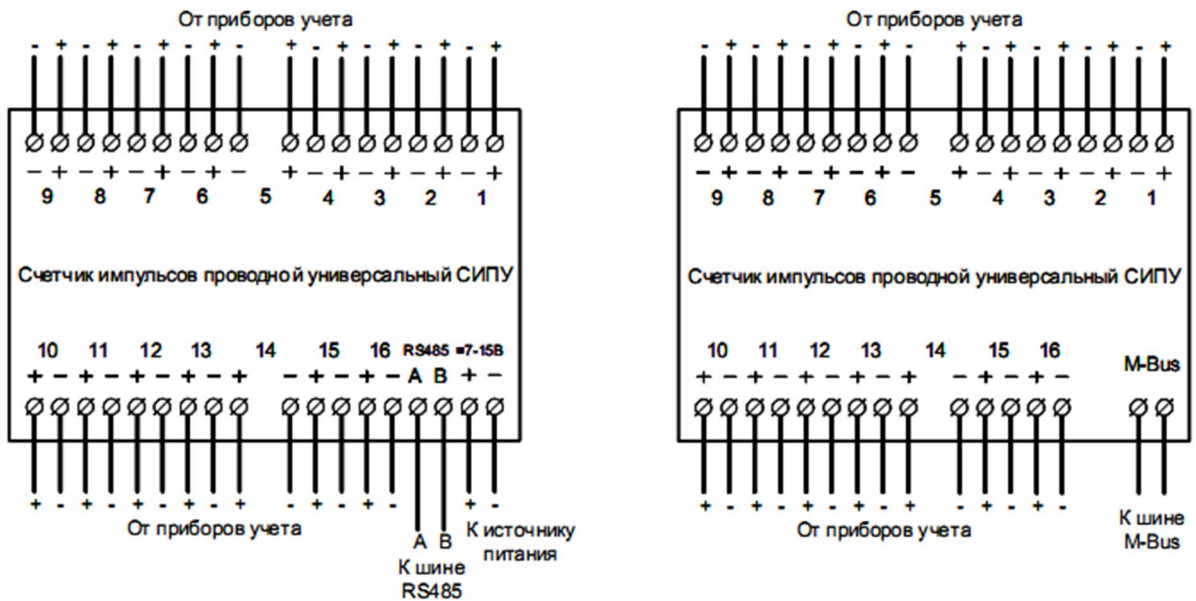 От приборов учета
- + - + - + - + - + - + - + - + - +
- + - + - + - + - + - + - + - + - +
9 8 7 6 5 4 3 2 1
Счетчик импульсов проводной универсальный СИПУ
10 11 12 13 14 15 16 RS485 =7-15В
+ - + - + - + - + - + - + - A B + -
+ - + - + - + - + - + - + - + -
От приборов учета
A B
К шине
RS485
К источнику
питания
От приборов учета
- + - + - + - + - + - + - + - + - +
- + - + - + - + - + - + - + - + - +
9 8 7 6 5 4 3 2 1
Счетчик импульсов проводной универсальный СИПУ
10 11 12 13 14 15 16
M-Bus
+ - + - + - + - + - + - + -
+ - + - + - + - + - + - + -
От приборов учета
К шине
M-Bus